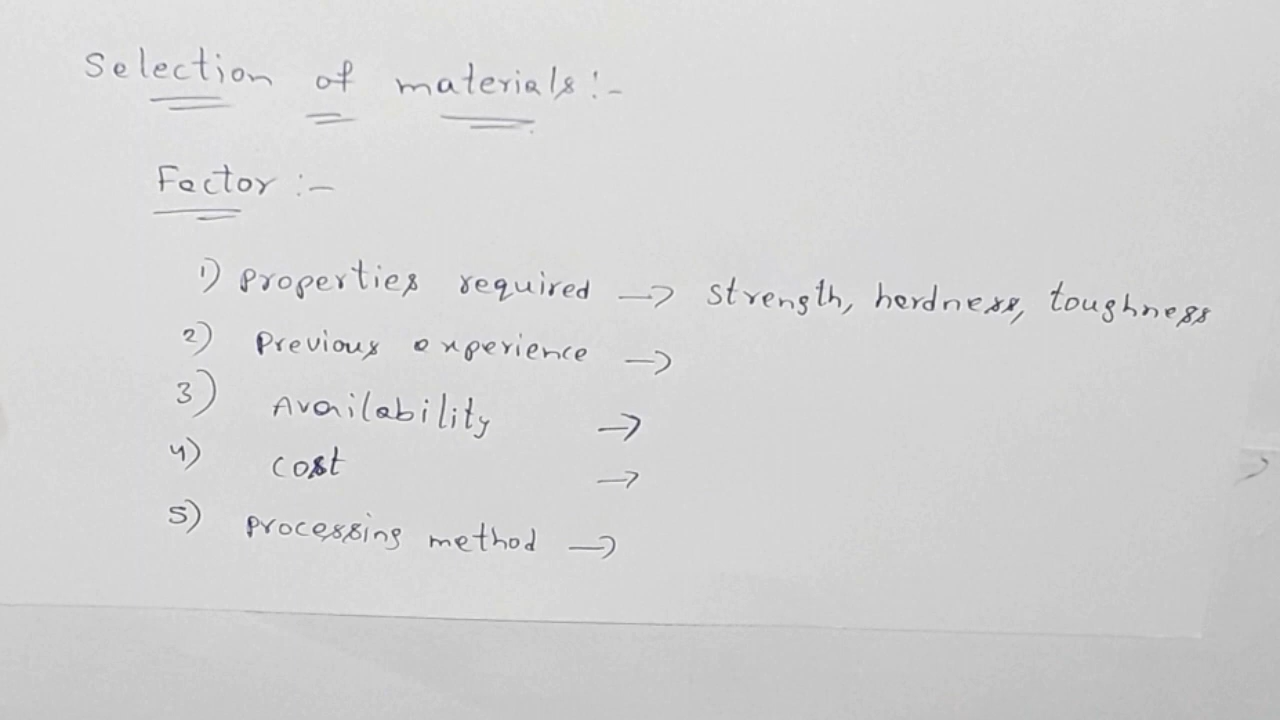 Selection of materials :-
Factor :-
1) properties required → strength, hardness, toughness
2) previous experience →
3) Availability →
4) cost →
5) processing method →